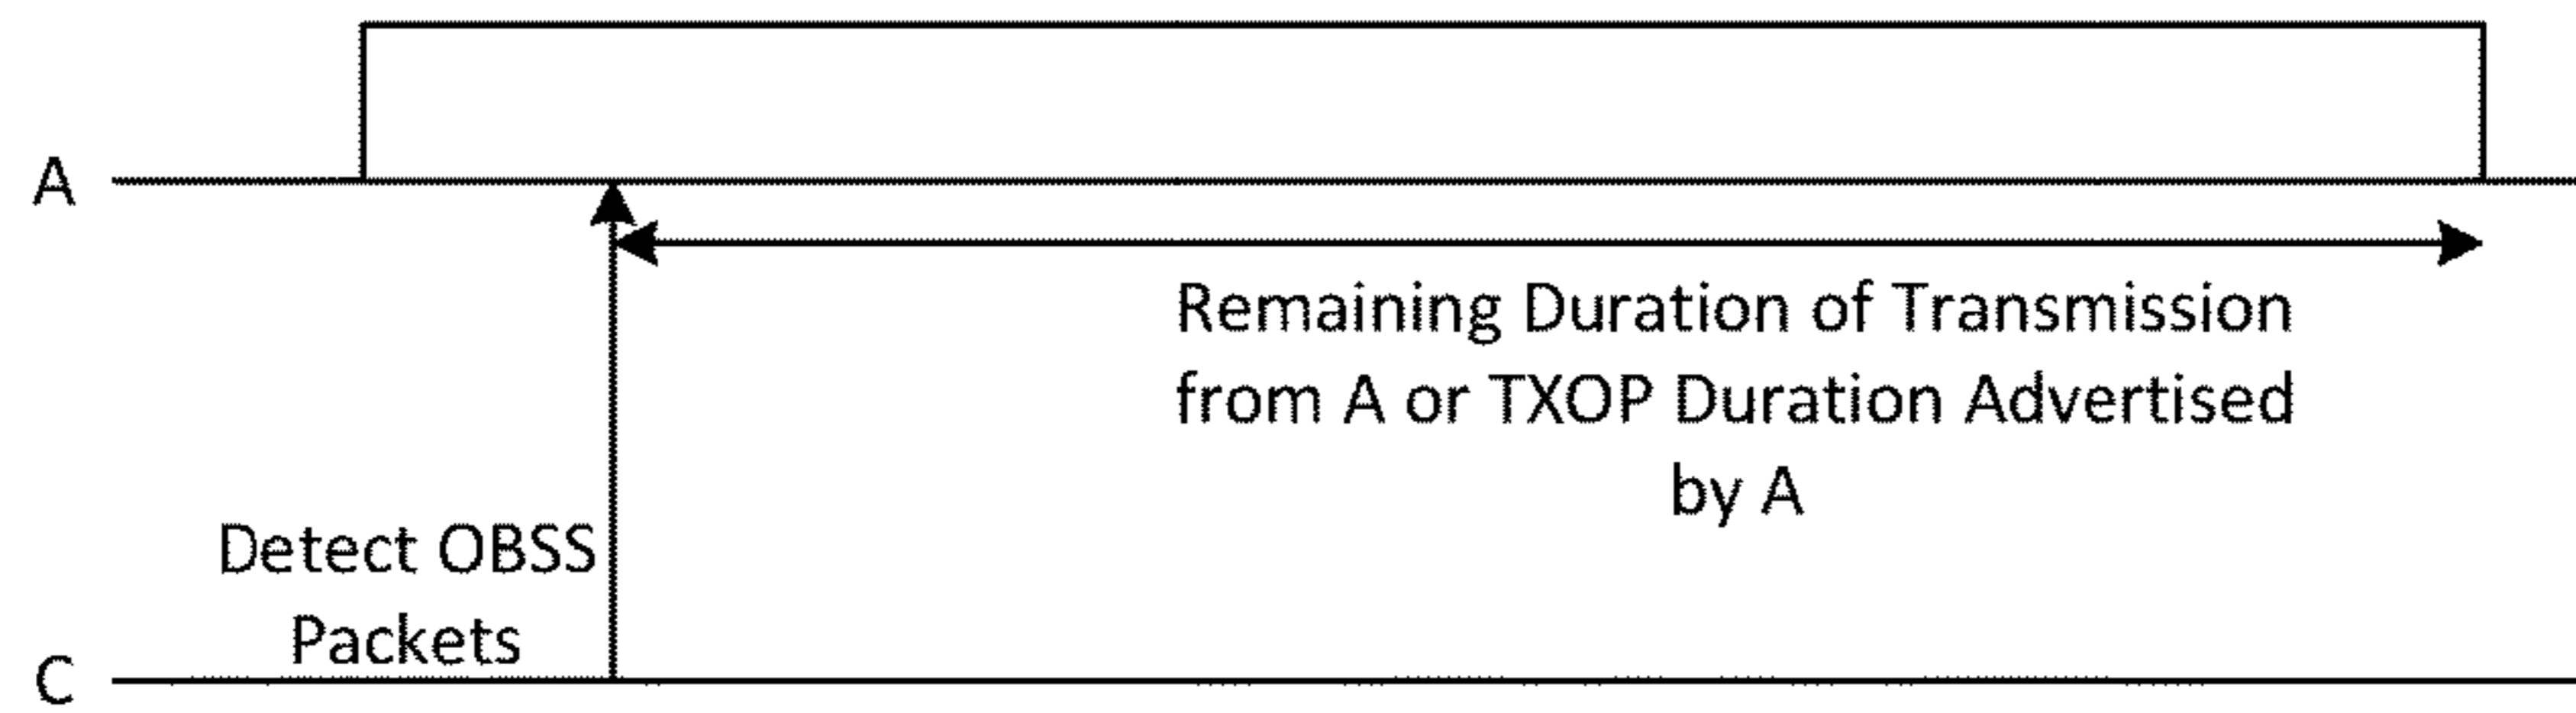 A
Remaining Duration of Transmission
from A or TXOP Duration Advertised
by A
Detect OBSS
Packets
C